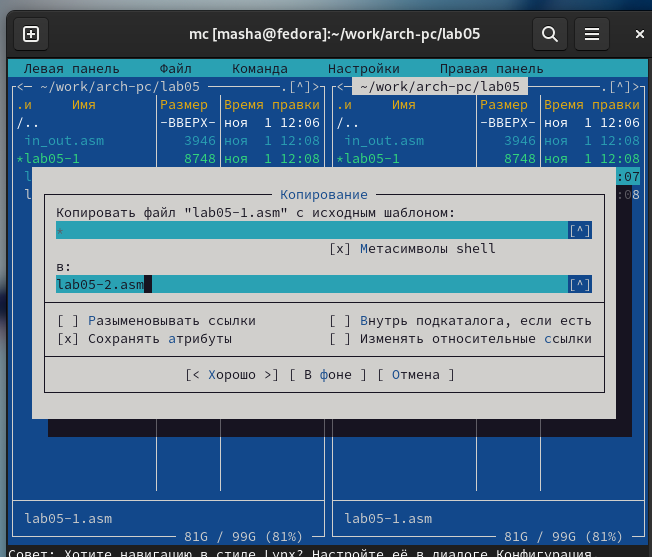 mc [masha@fedora]:~/work/arch-pc/lab05
Левая панель Файл Команда Настройки Правая панель
<— ~/work/arch-pc/lab05 .[^]> <— ~/work/arch-pc/lab05 .[^]>
.и Имя Размер Время правки .и Имя Размер Время правки
/.. -ВВЕРХ- ноя 1 12:06 /.. -ВВЕРХ- ноя 1 12:06
in_out.asm 3946 ноя 1 12:08 in_out.asm 3946 ноя 1 12:08
*lab05-1 8748 ноя 1 12:08 *lab05-1 8748 ноя 1 12:08
l :07
l :08
Копирование
Копировать файл "lab05-1.asm" с исходным шаблоном:
* [^]
[x] Метасимволы shell
в:
lab05-2.asm [^]
[ ] Разыменовывать ссылки [ ] Внутрь подкаталога, если есть
[x] Сохранять атрибуты [ ] Изменять относительные ссылки
[< Хорошо >] [ В фоне ] [ Отмена ]
lab05-1.asm lab05-1.asm
81G / 99G (81%) 81G / 99G (81%)
Совет: Хотите навигацию в стиле Lynx? Настройте её в диалоге Конфигурация